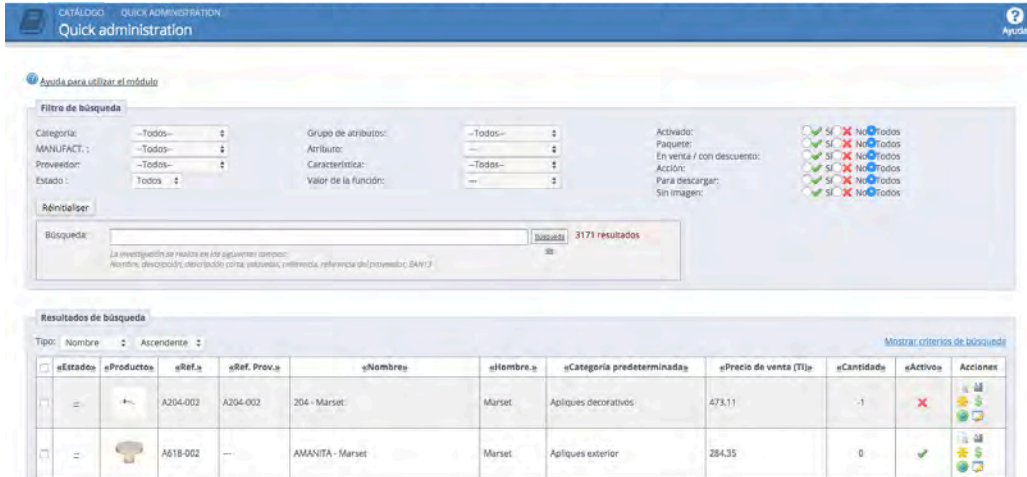 CATÁLOGO QUICK ADMINISTRATION
Quick administration
Ayuda
Ayuda para utilizar el módulo
Filtro de búsqueda
Categoría: --Todos-- Grupo de atributos: --Todos-- Activado: Sí No Todos
MANUFACT. : --Todos-- Atributo: --- Paquete: Sí No Todos
Proveedor: --Todos-- Característica: --Todos-- En venta / con descuento: Sí No Todos
Estado : Todos Valor de la función: --- Acción: Sí No Todos
Para descargar: Sí No Todos
Sin imagen: Sí No Todos
Réinitialiser
Búsqueda: Búsqueda 3171 resultados
La investigación se realiza en los siguientes campos:
Nombre, descripción, descripción corta, etiquetas, referencia, referencia del proveedor, EAN13
Resultados de búsqueda
Tipo: Nombre Ascendente Mostrar criterios de búsqueda
«Estado» «Producto» «Ref.» «Ref. Prov.» «Nombre» «Hombre.» «Categoría predeterminada» «Precio de venta (TI)» «Cantidad» «Activo» Acciones
= A204-002 A204-002 204 - Marset Marset Apliques decorativos 473,11 -1
= A618-002 --- AMANITA - Marset Marset Apliques exterior 284,35 0